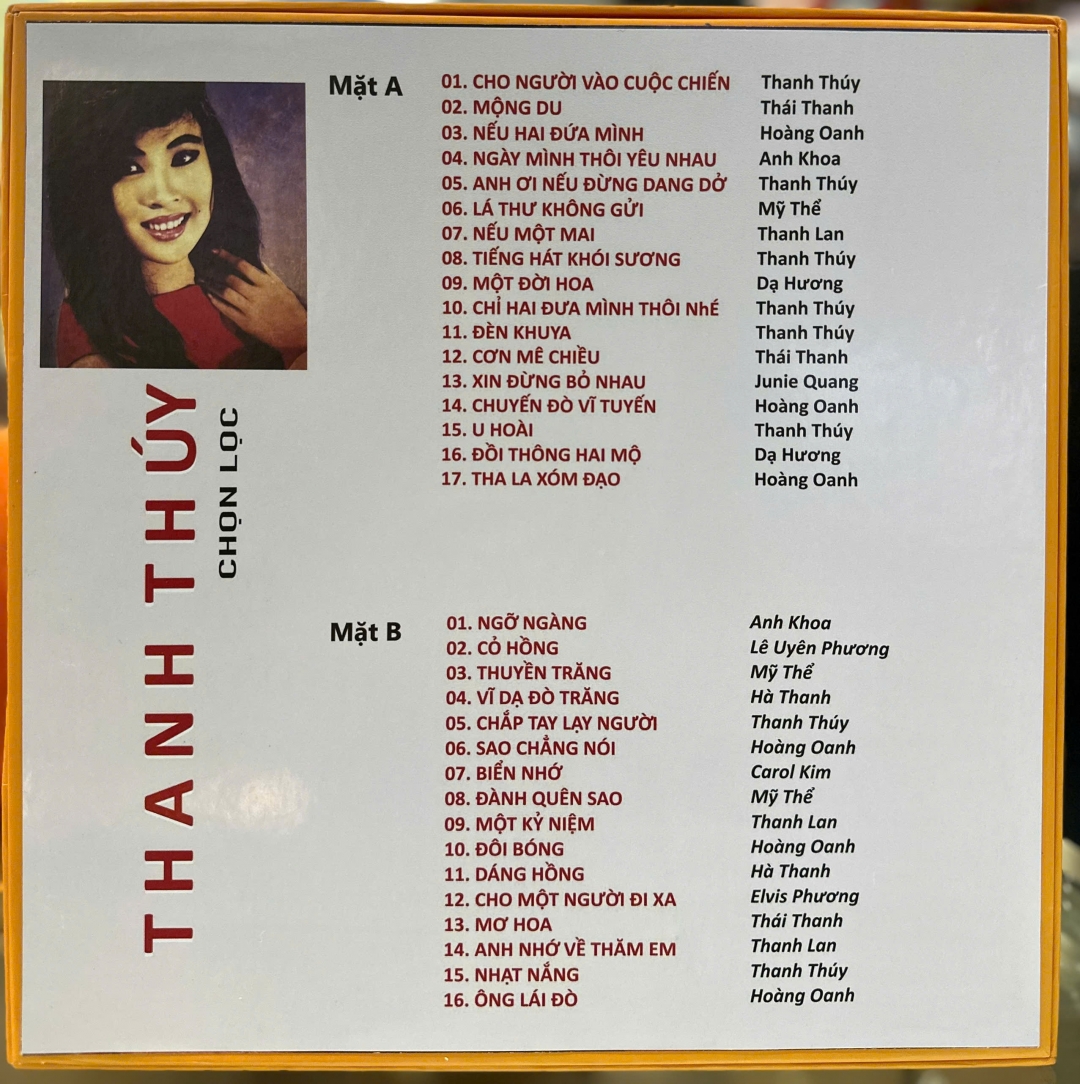 THANH THÚY
CHỌN LỌC
Mặt A
01. CHO NGƯỜI VÀO CUỘC CHIẾN Thanh Thúy
02. MỘNG DU Thái Thanh
03. NẾU HAI ĐỨA MÌNH Hoàng Oanh
04. NGÀY MÌNH THÔI YÊU NHAU Anh Khoa
05. ANH ƠI NẾU ĐỪNG DANG DỞ Thanh Thúy
06. LÁ THƯ KHÔNG GỬI Mỹ Thể
07. NẾU MỘT MAI Thanh Lan
08. TIẾNG HÁT KHÓI SƯƠNG Thanh Thúy
09. MỘT ĐỜI HOA Dạ Hương
10. CHỈ HAI ĐƯA MÌNH THÔI NhÉ Thanh Thúy
11. ĐÈN KHUYA Thanh Thúy
12. CƠN MÊ CHIỀU Thái Thanh
13. XIN ĐỪNG BỎ NHAU Junie Quang
14. CHUYẾN ĐÒ VĨ TUYẾN Hoàng Oanh
15. U HOÀI Thanh Thúy
16. ĐỒI THÔNG HAI MỘ Dạ Hương
17. THA LA XÓM ĐẠO Hoàng Oanh
Mặt B
01. NGỠ NGÀNG Anh Khoa
02. CỎ HỒNG Lê Uyên Phương
03. THUYỀN TRĂNG Mỹ Thể
04. VĨ DẠ ĐÒ TRĂNG Hà Thanh
05. CHẮP TAY LẠY NGƯỜI Thanh Thúy
06. SAO CHẲNG NÓI Hoàng Oanh
07. BIỂN NHỚ Carol Kim
08. ĐÀNH QUÊN SAO Mỹ Thể
09. MỘT KỶ NIỆM Thanh Lan
10. ĐÔI BÓNG Hoàng Oanh
11. DÁNG HỒNG Hà Thanh
12. CHO MỘT NGƯỜI ĐI XA Elvis Phương
13. MƠ HOA Thái Thanh
14. ANH NHỚ VỀ THĂM EM Thanh Lan
15. NHẠT NẮNG Thanh Thúy
16. ÔNG LÁI ĐÒ Hoàng Oanh